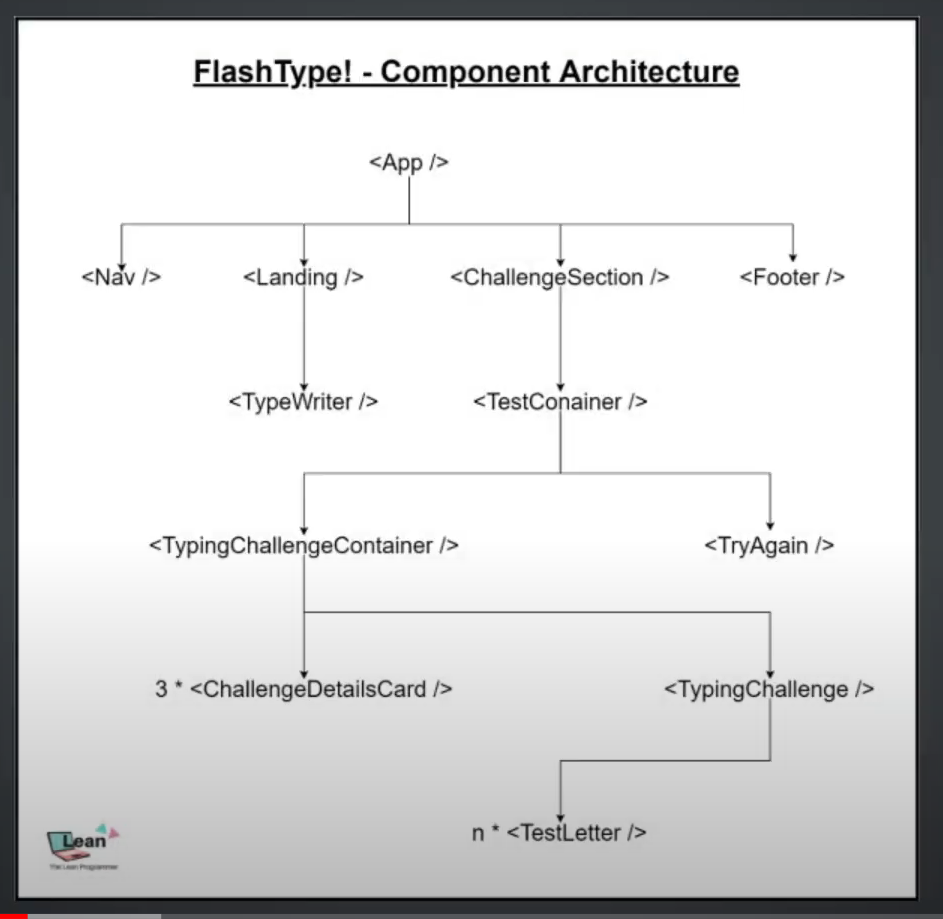 FlashType! - Component Architecture
<App />
<Nav />
<Landing />
<ChallengeSection />
<Footer />
<TypeWriter />
<TestConainer />
<TypingChallengeContainer />
<TryAgain />
3 * <ChallengeDetailsCard />
<TypingChallenge />
n * <TestLetter />
Lean
The Lean Programmer